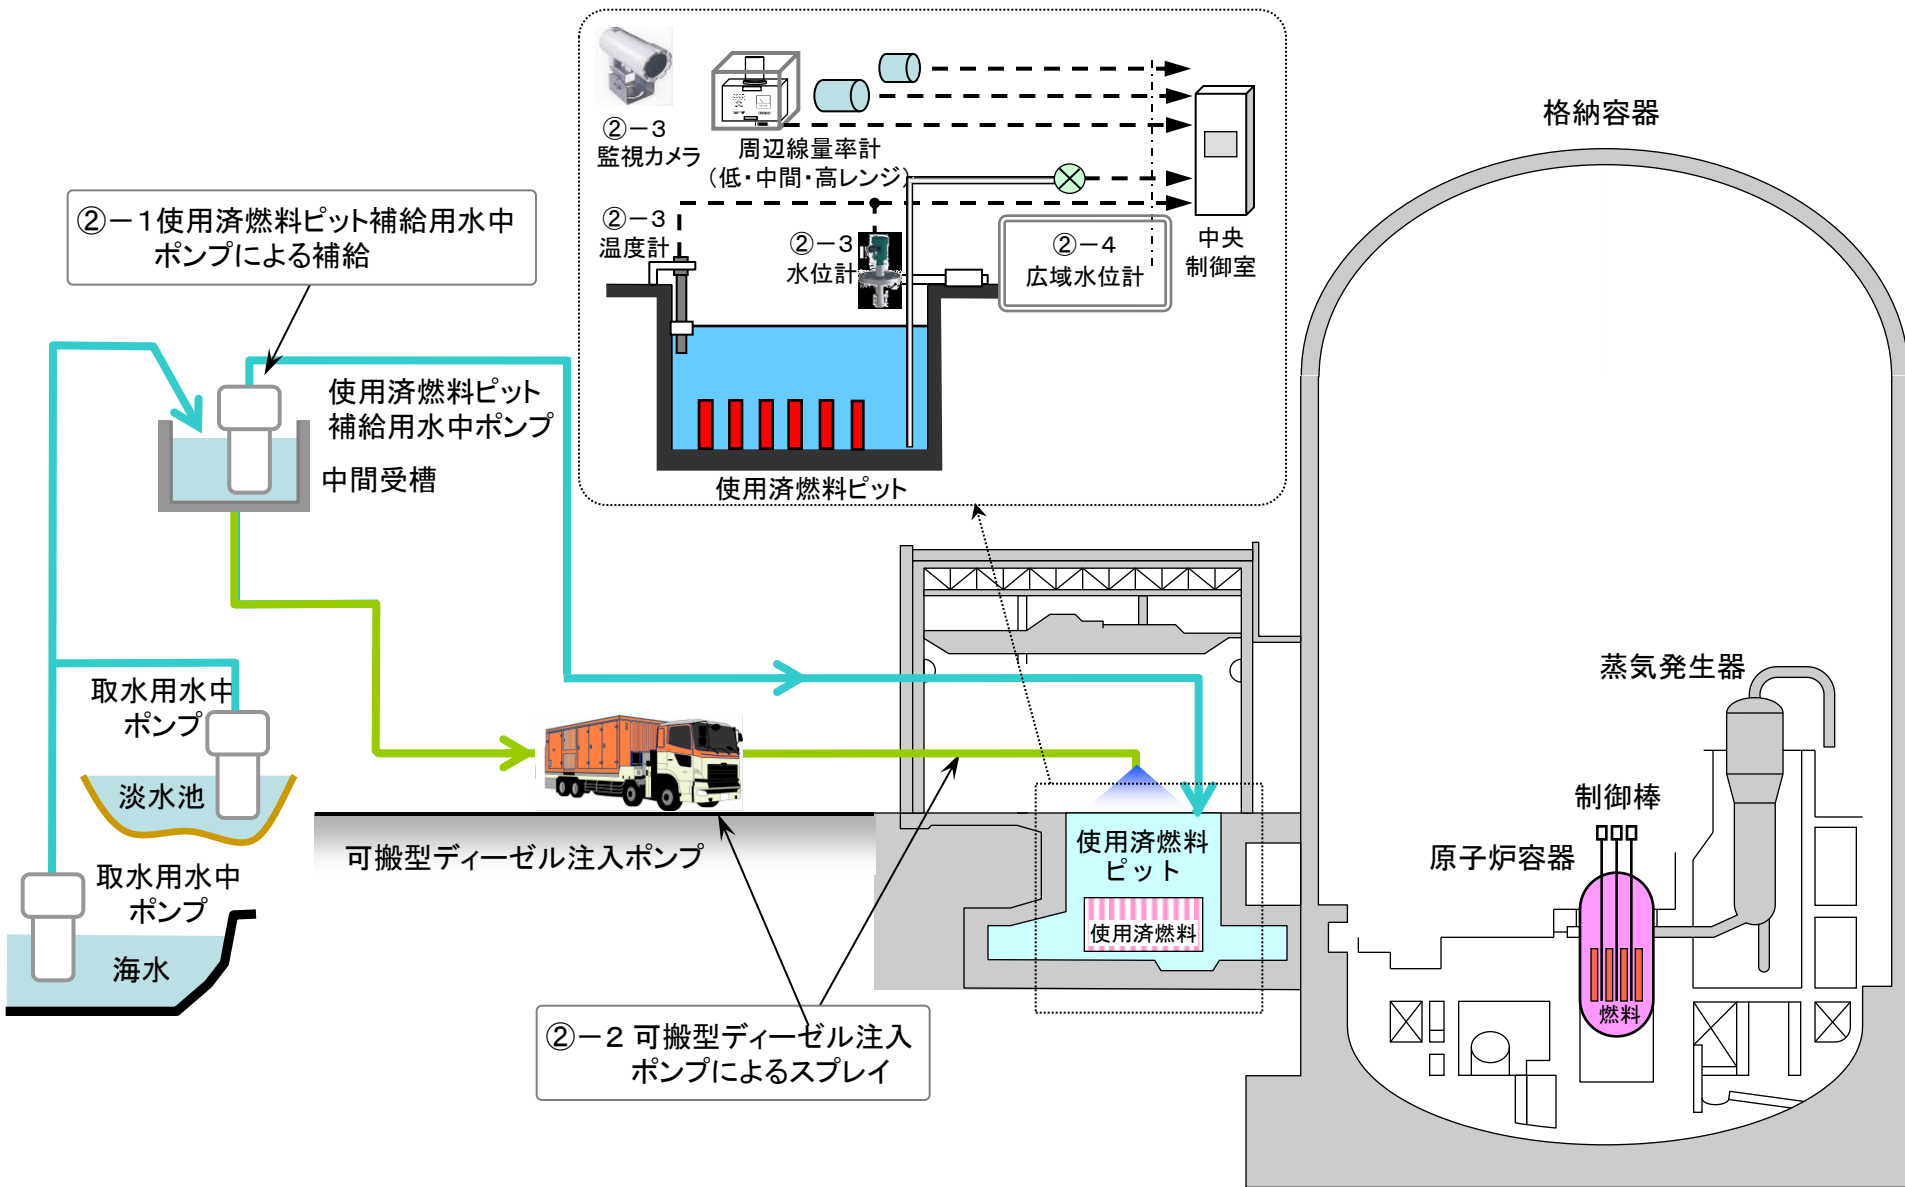 ②－３
監視カメラ
周辺線量率計
（低・中間・高レンジ）
格納容器
②－１使用済燃料ピット補給用水中
ポンプによる補給
②－３
温度計
②－３
水位計
②－４
広域水位計
中央
制御室
使用済燃料ピット
補給用水中ポンプ
中間受槽
使用済燃料ピット
取水用水中
ポンプ
淡水池
蒸気発生器
制御棒
原子炉容器
可搬型ディーゼル注入ポンプ
使用済燃料
ピット
使用済燃料
取水用水中
ポンプ
海水
燃料
②－２ 可搬型ディーゼル注入
ポンプによるスプレイ